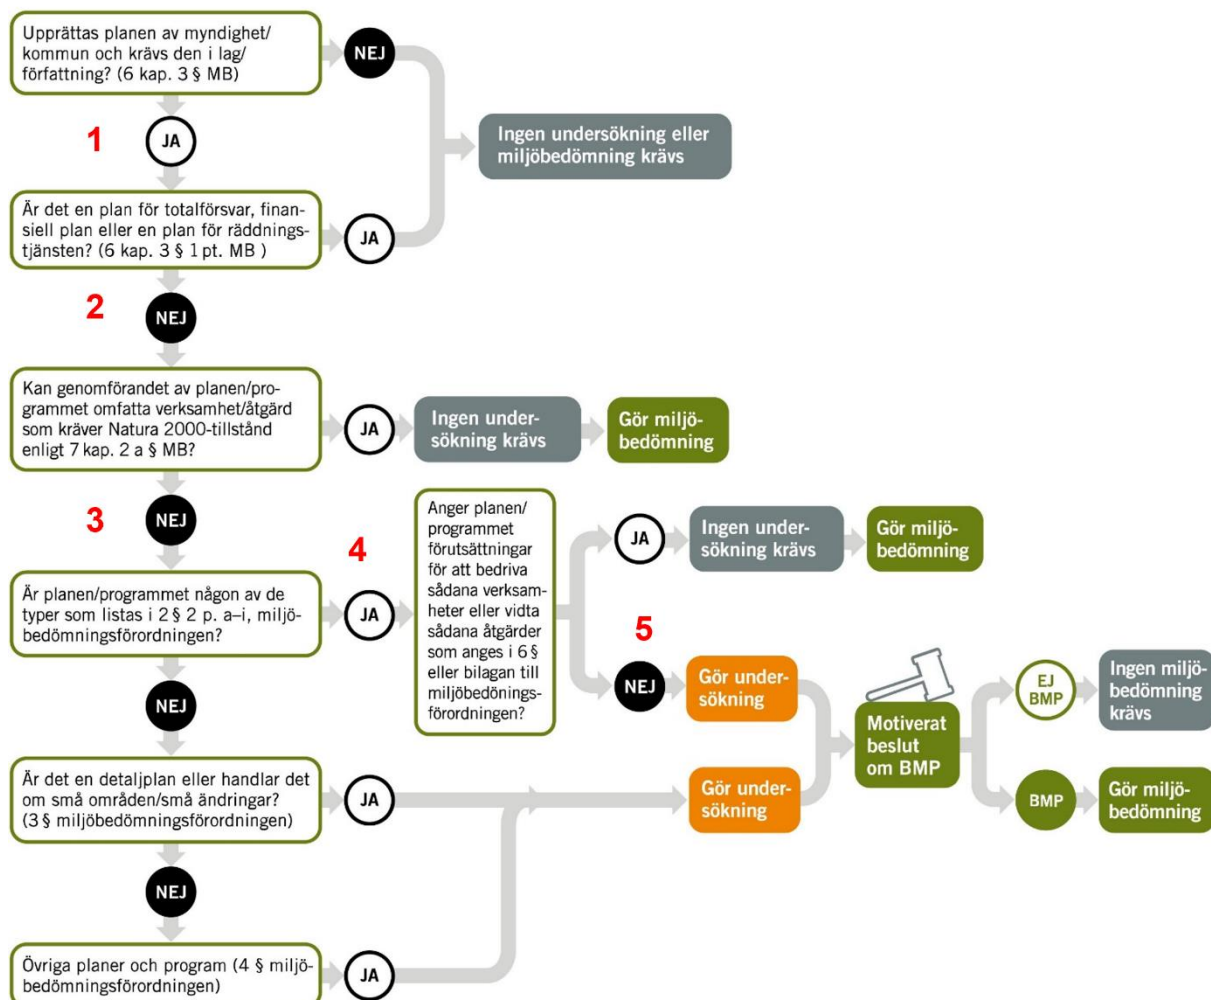 Upprättas planen av myndighet/
kommun och krävs den i lag/
författning? (6 kap. 3 § MB)
NEJ
1
JA
Ingen undersökning eller
miljöbedömning krävs
Är det en plan för totalförsvar, finan-
siell plan eller en plan för räddnings-
tjänsten? (6 kap. 3 § 1 pt. MB )
JA
2
NEJ
Kan genomförandet av planen/pro-
grammet omfatta verksamhet/åtgärd
som kräver Natura 2000-tillstånd
enligt 7 kap. 2 a § MB?
JA
Ingen under-
sökning krävs
Gör miljö-
bedömning
3
NEJ
4
Är planen/programmet någon av de
typer som listas i 2 § 2 p. a–i, miljö-
bedömningsförordningen?
JA
Anger planen/
programmet
förutsättningar
för att bedriva
sådana verksam-
heter eller vidta
sådana åtgärder
som anges i 6 §
eller bilagan till
miljöbedönings-
förordningen?
JA
Ingen under-
sökning krävs
Gör miljö-
bedömning
5
NEJ
Gör under-
sökning
Motiverat
beslut
om BMP
EJ
BMP
Ingen miljö-
bedömning
krävs
BMP
Gör miljö-
bedömning
NEJ
Är det en detaljplan eller handlar det
om små områden/små ändringar?
(3 § miljöbedömningsförordningen)
JA
Gör under-
sökning
NEJ
Övriga planer och program (4 § miljö-
bedömningsförordningen)
JA